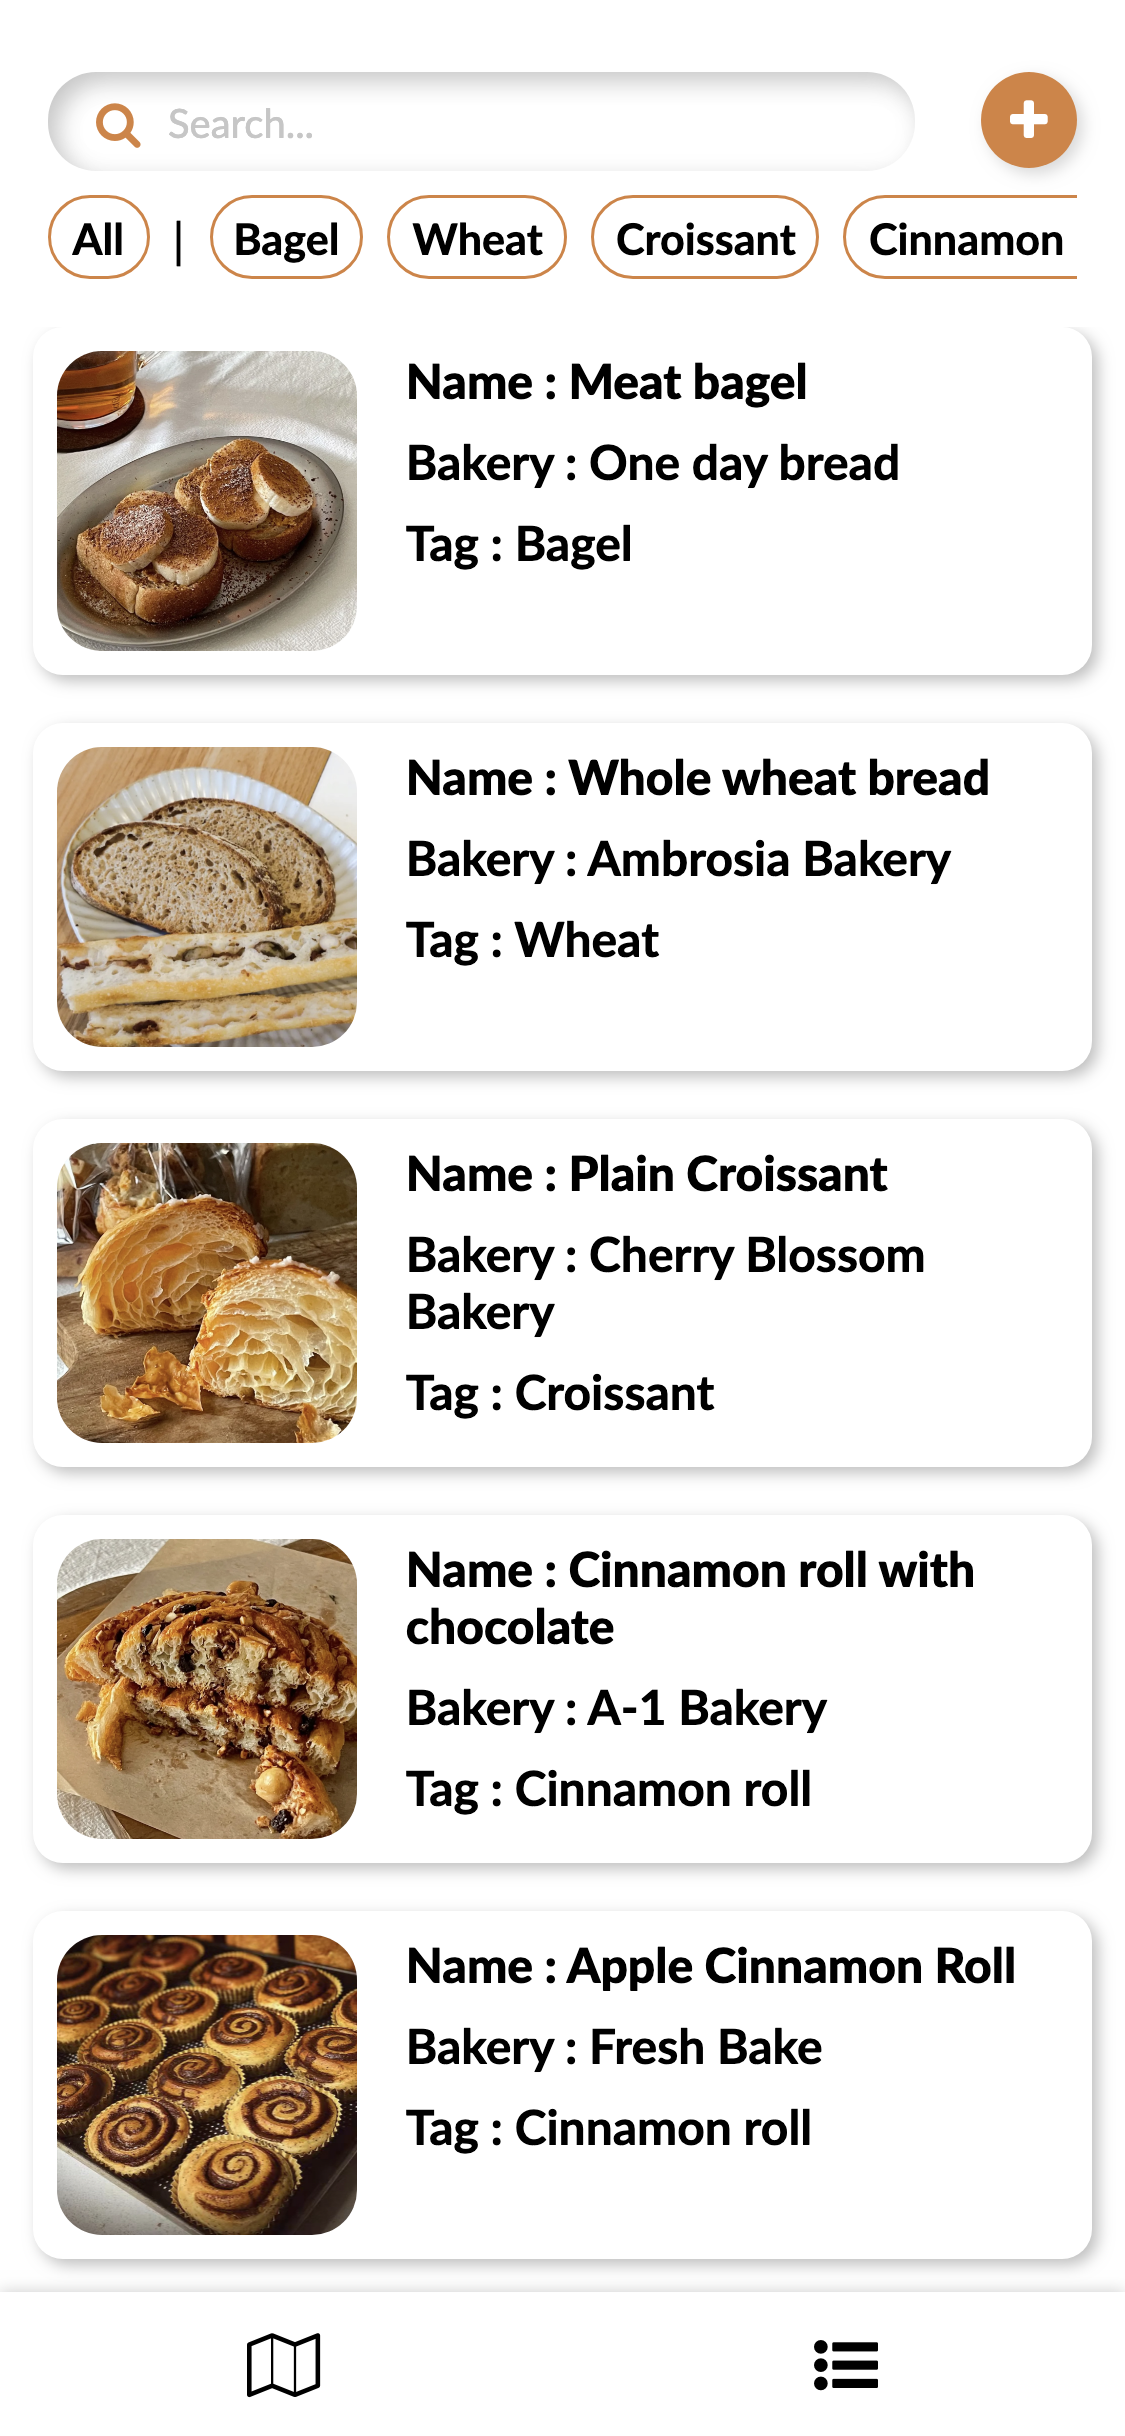 Search...
All | Bagel Wheat Croissant Cinnamon
Name : Meat bagel
Bakery : One day bread
Tag : Bagel
Name : Whole wheat bread
Bakery : Ambrosia Bakery
Tag : Wheat
Name : Plain Croissant
Bakery : Cherry Blossom
Bakery
Tag : Croissant
Name : Cinnamon roll with
chocolate
Bakery : A-1 Bakery
Tag : Cinnamon roll
Name : Apple Cinnamon Roll
Bakery : Fresh Bake
Tag : Cinnamon roll